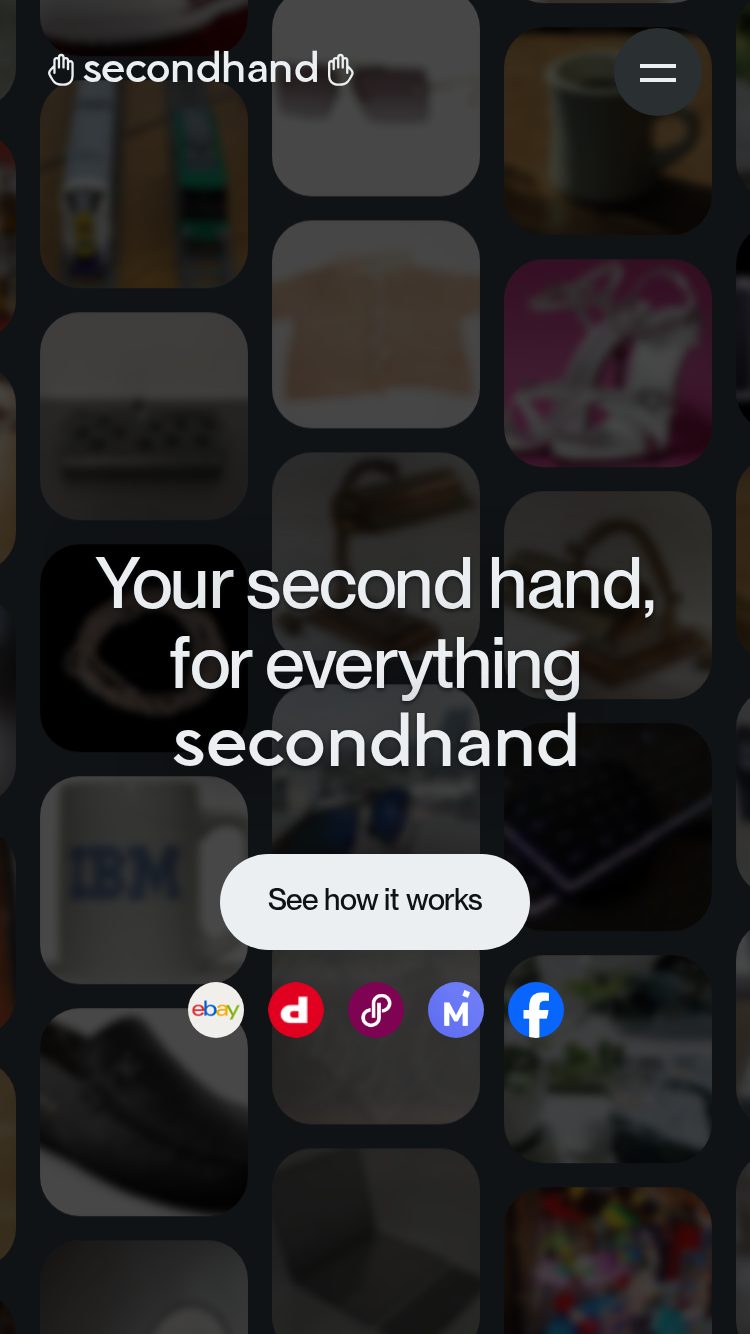 secondhand
Your second hand,
for everything
secondhand
IBM
See how it works
ebay